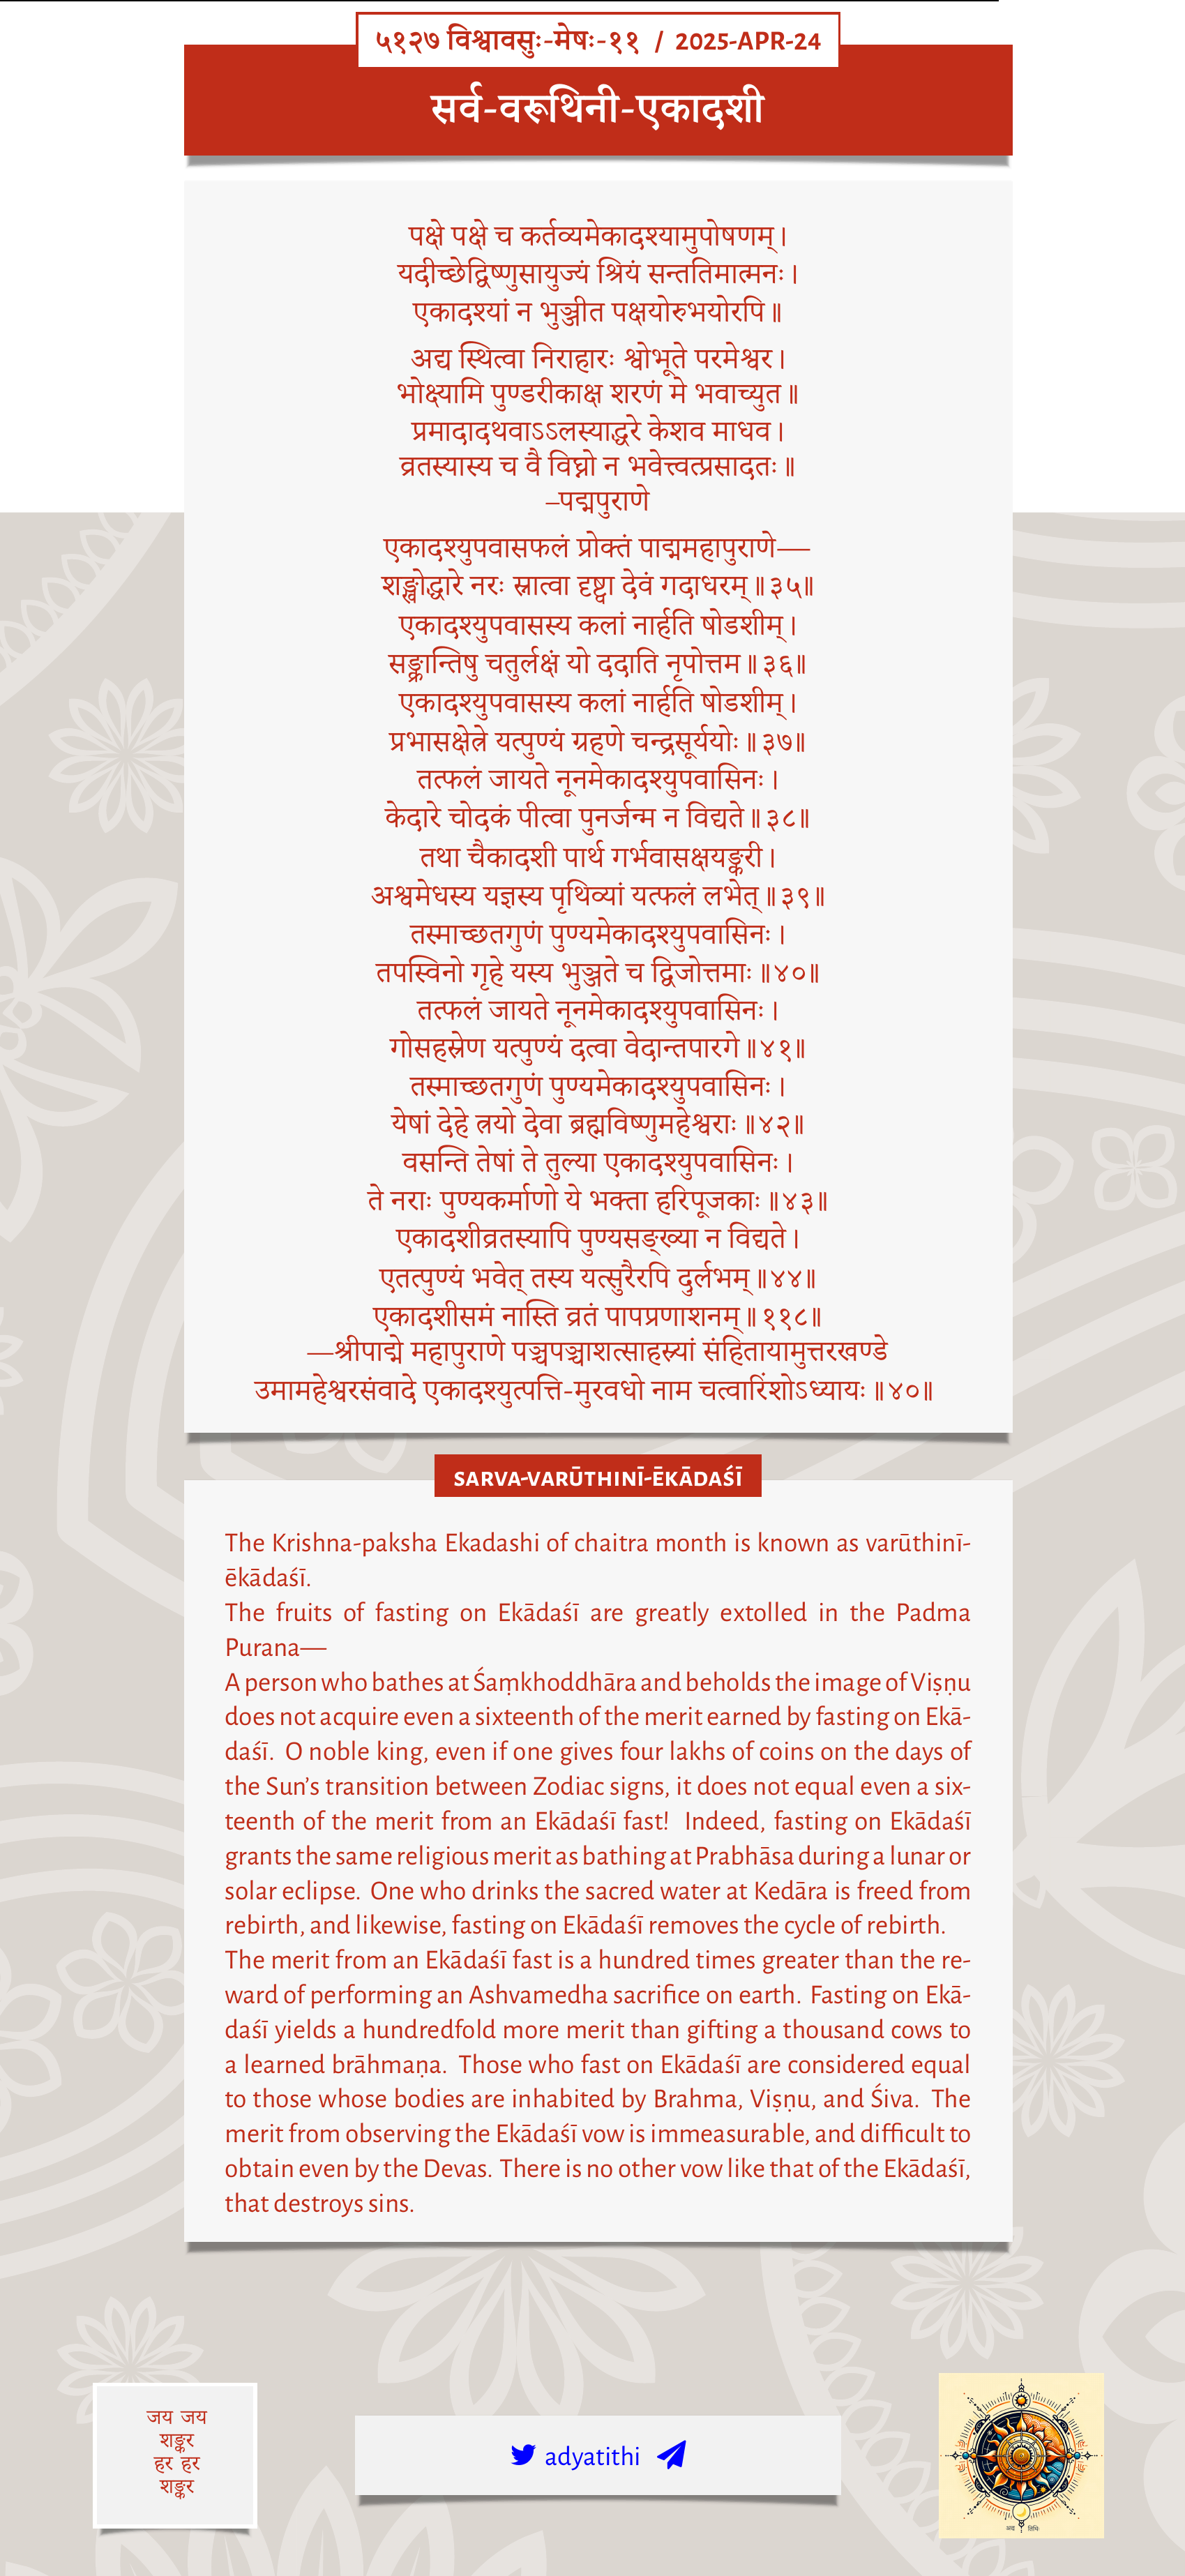 ५१२७ विश्वावसुः-मेषः-११ / 2025-APR-24
सर्व-वरूथिनी-एकादशी
पक्षे पक्षे च कर्तव्यमेकादश्यामुपोषणम्।
यदीच्छेद्विष्णुसायुज्यं श्रियं सन्ततिमात्मनः।
एकादश्यां न भुञ्जीत पक्षयोरुभयोरपि॥
अद्य स्थित्वा निराहारः श्वोभूते परमेश्वर।
भोक्ष्यामि पुण्डरीकाक्ष शरणं मे भवाच्युत॥
प्रमादादथवाऽऽलस्याद्धरे केशव माधव।
व्रतस्यास्य च वै विघ्नो न भवेत्त्वत्प्रसादतः॥
–पद्मपुराणे
एकादश्युपवासफलं प्रोक्तं पाद्ममहापुराणे—
शङ्खोद्धारे नरः स्नात्वा दृष्ट्वा देवं गदाधरम्॥३५॥
एकादश्युपवासस्य कलां नार्हति षोडशीम्।
सङ्क्रान्तिषु चतुर्लक्षं यो ददाति नृपोत्तम॥३६॥
एकादश्युपवासस्य कलां नार्हति षोडशीम्।
प्रभासक्षेत्रे यत्पुण्यं ग्रहणे चन्द्रसूर्ययोः॥३७॥
तत्फलं जायते नूनमेकादश्युपवासिनः।
केदारे चोदकं पीत्वा पुनर्जन्म न विद्यते॥३८॥
तथा चैकादशी पार्थ गर्भवासक्षयङ्करी।
अश्वमेधस्य यज्ञस्य पृथिव्यां यत्फलं लभेत्॥३९॥
तस्माच्छतगुणं पुण्यमेकादश्युपवासिनः।
तपस्विनो गृहे यस्य भुञ्जते च द्विजोत्तमाः॥४०॥
तत्फलं जायते नूनमेकादश्युपवासिनः।
गोसहस्रेण यत्पुण्यं दत्वा वेदान्तपारगे॥४१॥
तस्माच्छतगुणं पुण्यमेकादश्युपवासिनः।
येषां देहे त्रयो देवा ब्रह्मविष्णुमहेश्वराः॥४२॥
वसन्ति तेषां ते तुल्या एकादश्युपवासिनः।
ते नराः पुण्यकर्माणो ये भक्ता हरिपूजकाः॥४३॥
एकादशीव्रतस्यापि पुण्यसङ्ख्या न विद्यते।
एतत्पुण्यं भवेत् तस्य यत्सुरैरपि दुर्लभम्॥४४॥
एकादशीसमं नास्ति व्रतं पापप्रणाशनम्॥११८॥
—श्रीपाद्मे महापुराणे पञ्चपञ्चाशत्साहस्र्यां संहितायामुत्तरखण्डे
उमामहेश्वरसंवादे एकादश्युत्पत्ति-मुरवधो नाम चत्वारिंशोऽध्यायः॥४०॥
SARVA-VARŪTHINĪ-ĒKĀDAŚĪ
The Krishna-paksha Ekadashi of chaitra month is known as varūthinī-
ēkādaśī.
The fruits of fasting on Ekādaśī are greatly extolled in the Padma
Purana—
A person who bathes at Śaṃkhoddhāra and beholds the image of Viṣṇu
does not acquire even a sixteenth of the merit earned by fasting on Ekā-
daśī. O noble king, even if one gives four lakhs of coins on the days of
the Sun's transition between Zodiac signs, it does not equal even a six-
teenth of the merit from an Ekādaśī fast! Indeed, fasting on Ekādaśī
grants the same religious merit as bathing at Prabhāsa during a lunar or
solar eclipse. One who drinks the sacred water at Kedāra is freed from
rebirth, and likewise, fasting on Ekādaśī removes the cycle of rebirth.
The merit from an Ekādaśī fast is a hundred times greater than the re-
ward of performing an Ashvamedha sacrifice on earth. Fasting on Ekā-
daśī yields a hundredfold more merit than gifting a thousand cows to
a learned brāhmaṇa. Those who fast on Ekādaśī are considered equal
to those whose bodies are inhabited by Brahma, Viṣṇu, and Śiva. The
merit from observing the Ekādaśī vow is immeasurable, and difficult to
obtain even by the Devas. There is no other vow like that of the Ekādaśī,
that destroys sins.
जय जय
शङ्कर
हर हर
शङ्कर
adyatithi
अद्य तिथिः